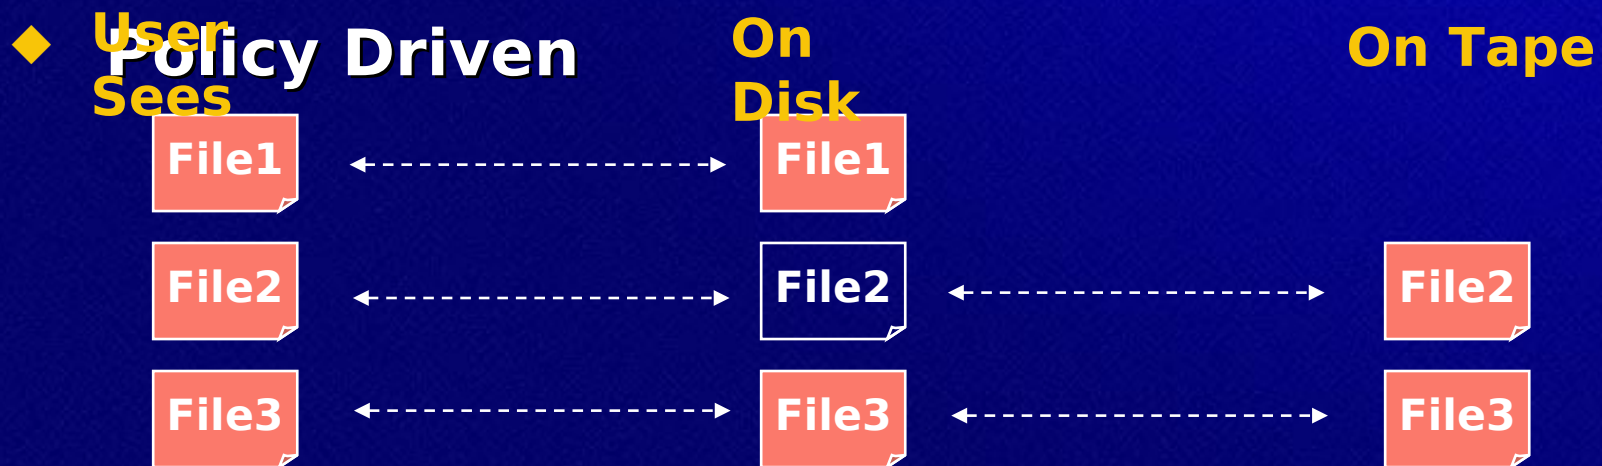 Policy Driven
User
Sees
On
Disk
On Tape
File1
File1
File2
File2
File2
File3
File3
File3